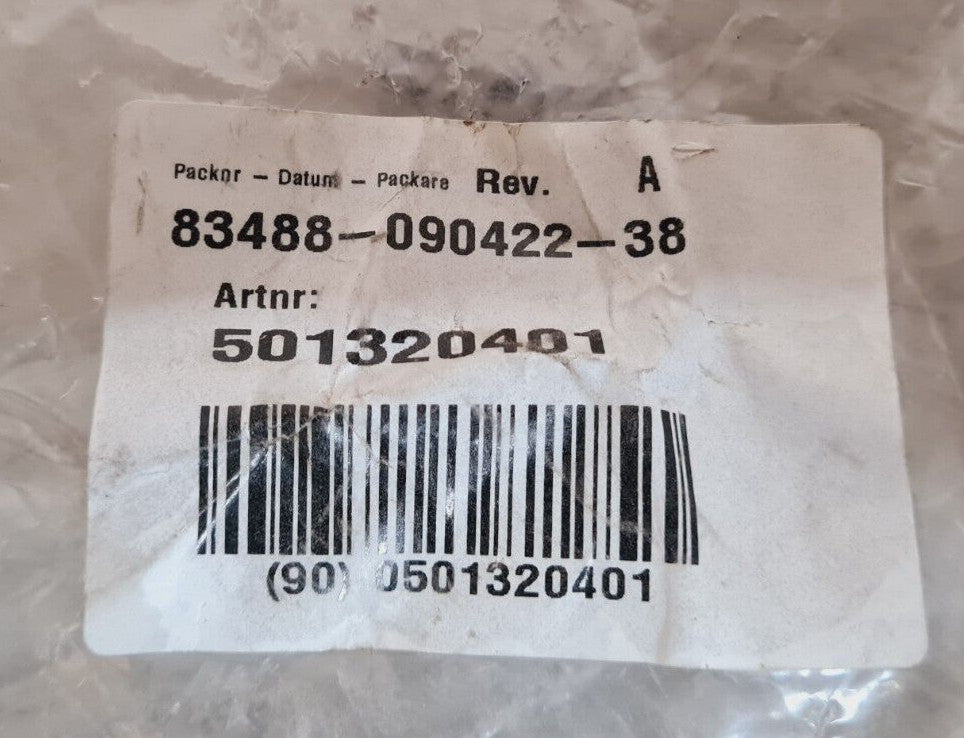 Packnr – Datum – Packare Rev. A
83488-090422-38
Artnr:
501320401
(90) 0501320401